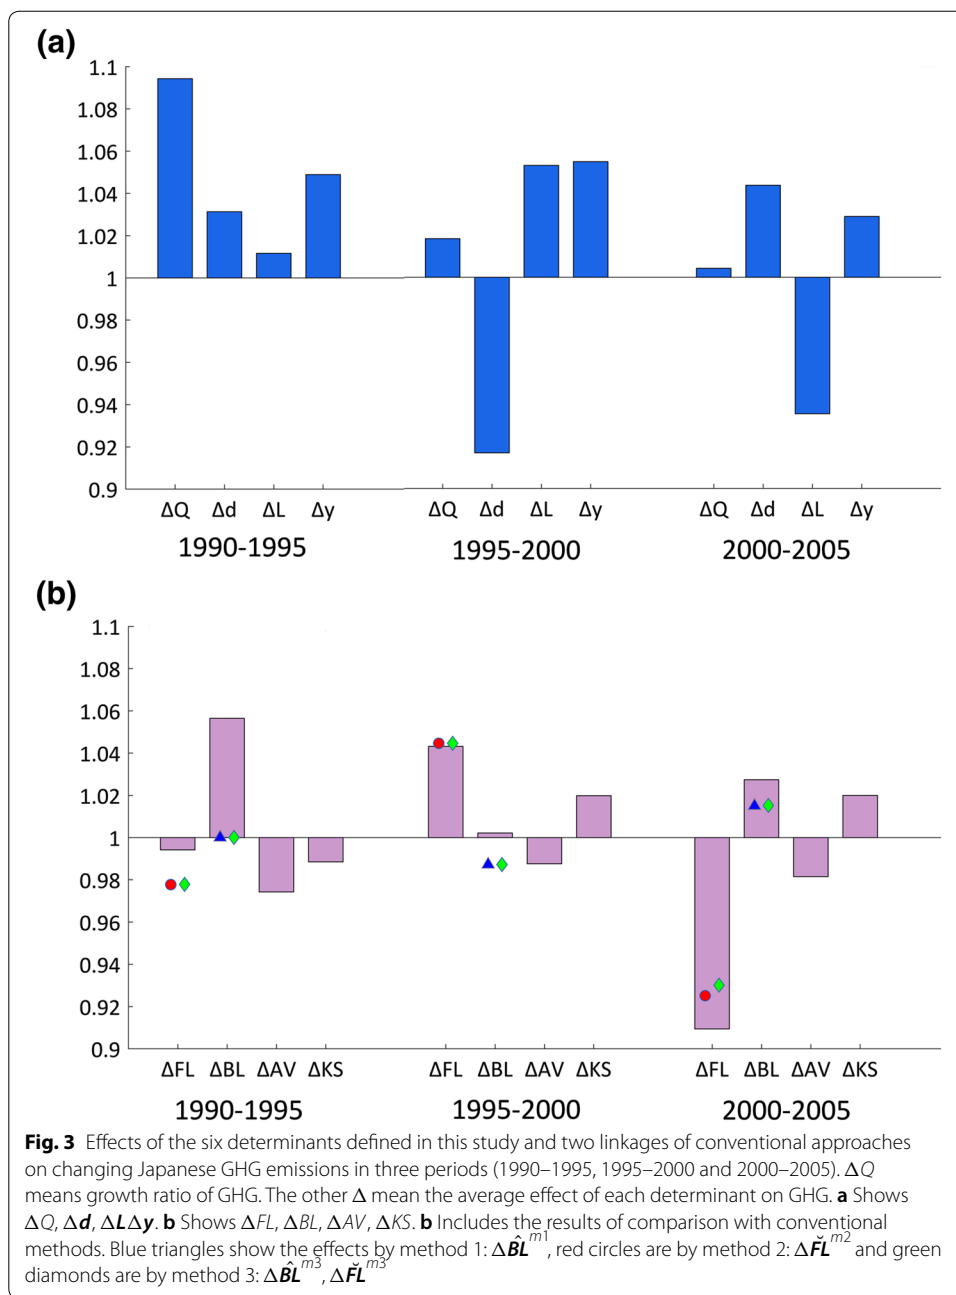 (a)
1.1
1.08
1.06
1.04
1.02
1
0.98
0.96
0.94
0.92
0.9
ΔQ Δd ΔL Δy ΔQ Δd ΔL Δy ΔQ Δd ΔL Δy
1990-1995 1995-2000 2000-2005
(b)
1.1
1.08
1.06
1.04
1.02
1
0.98
0.96
0.94
0.92
0.9
ΔFL ΔBL ΔAV ΔKS ΔFL ΔBL ΔAV ΔKS ΔFL ΔBL ΔAV ΔKS
1990-1995 1995-2000 2000-2005
Fig. 3 Effects of the six determinants defined in this study and two linkages of conventional approaches
on changing Japanese GHG emissions in three periods (1990–1995, 1995–2000 and 2000–2005). ΔQ
means growth ratio of GHG. The other Δ mean the average effect of each determinant on GHG. a Shows
ΔQ, Δd, ΔLΔy. b Shows ΔFL, ΔBL, ΔAV, ΔKS. b Includes the results of comparison with conventional
methods. Blue triangles show the effects by method 1: ΔB̂L^m1, red circles are by method 2: ΔF̆L^m2 and green
diamonds are by method 3: ΔB̂L^m3, ΔF̆L^m3